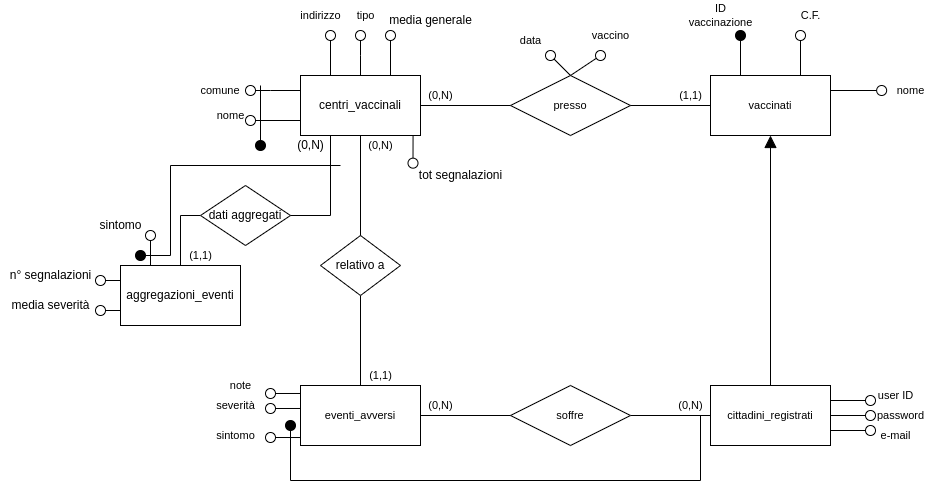 indirizzo
tipo
media generale
ID
vaccinazione
C.F.
data
vaccino
comune
nome
centri_vaccinali
(0,N)
presso
(1,1)
vaccinati
nome
(0,N)
(0,N)
tot segnalazioni
dati aggregati
sintomo
(1,1)
n° segnalazioni
media severità
aggregazioni_eventi
relativo a
(1,1)
note
severità
sintomo
eventi_avversi
(0,N)
soffre
(0,N)
cittadini_registrati
user ID
password
e-mail